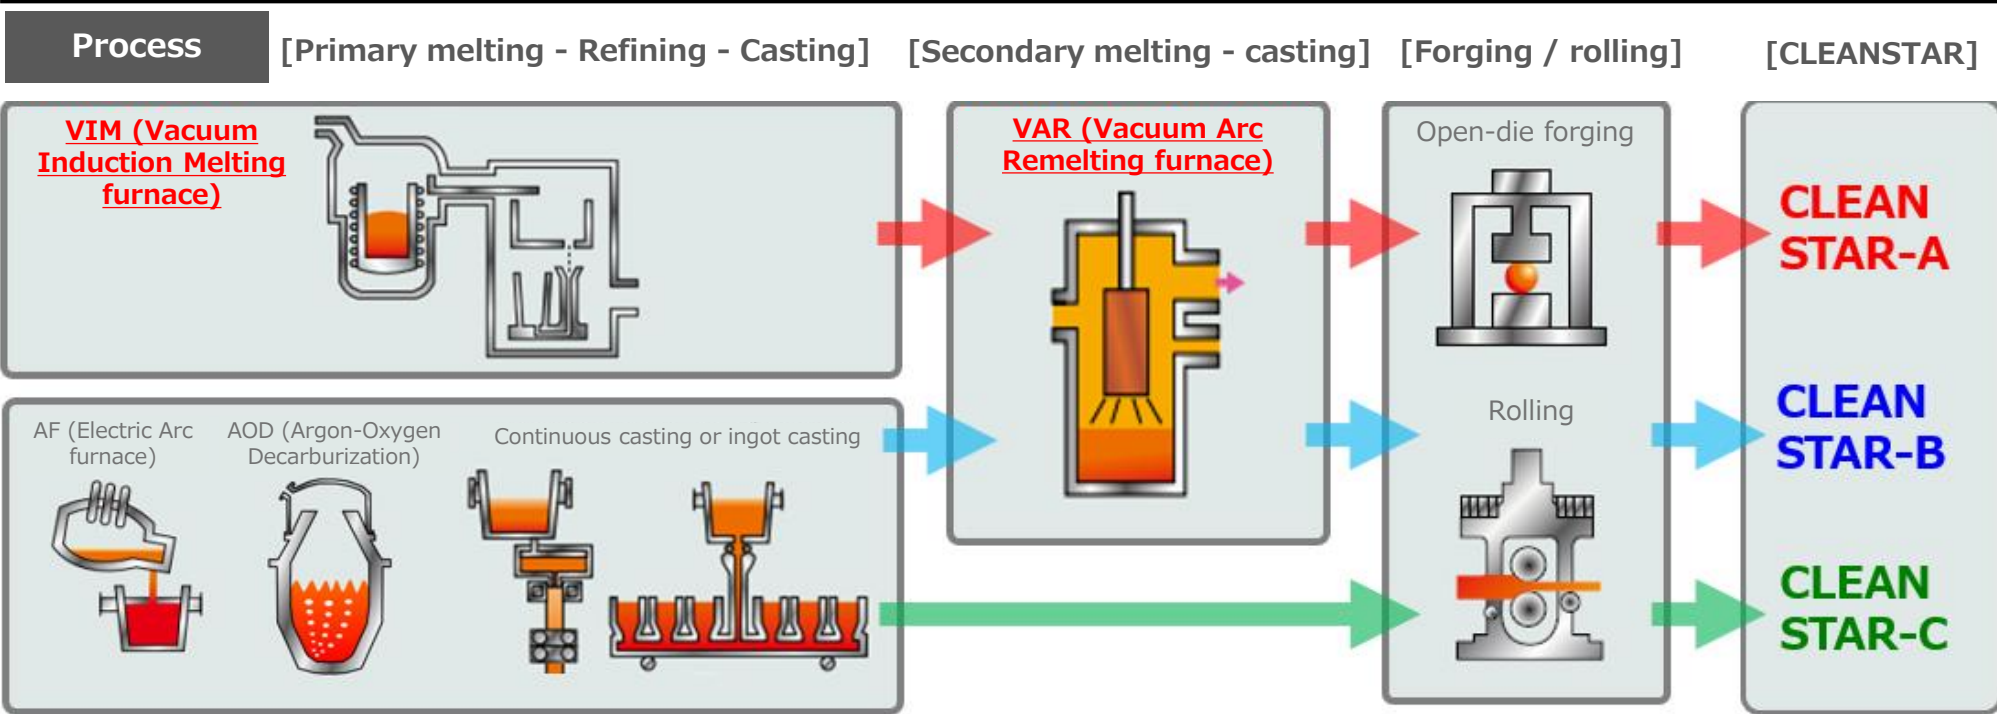 Process
[Primary melting - Refining - Casting]
[Secondary melting - casting]
[Forging / rolling]
[CLEANSTAR]
VIM (Vacuum
Induction Melting
furnace)
VAR (Vacuum Arc
Remelting furnace)
Open-die forging
CLEAN
STAR-A
AF (Electric Arc
furnace)
AOD (Argon-Oxygen
Decarburization)
Continuous casting or ingot casting
Rolling
CLEAN
STAR-B
CLEAN
STAR-C